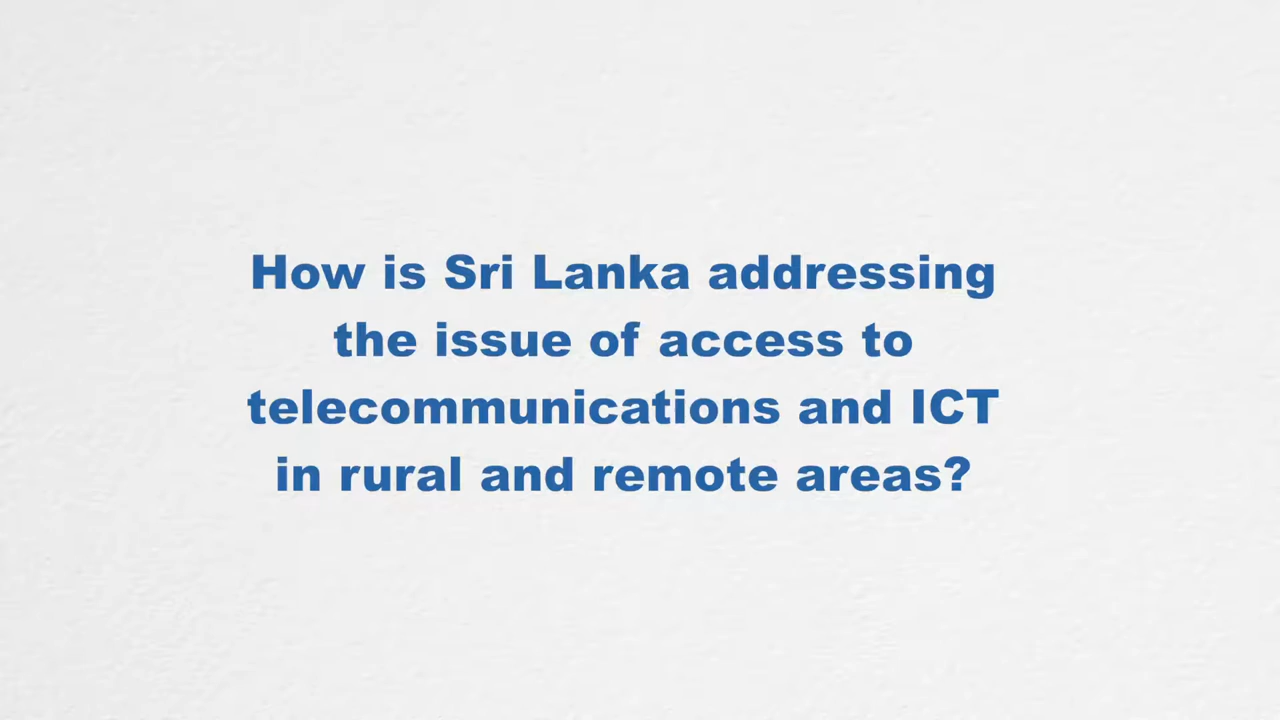 How is Sri Lanka addressing
the issue of access to
telecommunications and ICT
in rural and remote areas?